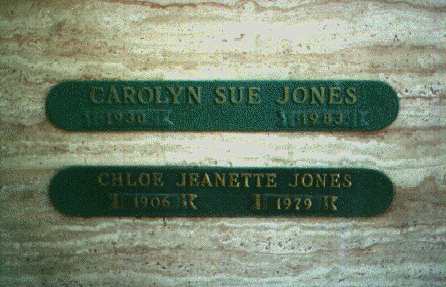 CAROLYN SUE JONES
1930 1983
CHLOE JEANETTE JONES
1906 1979